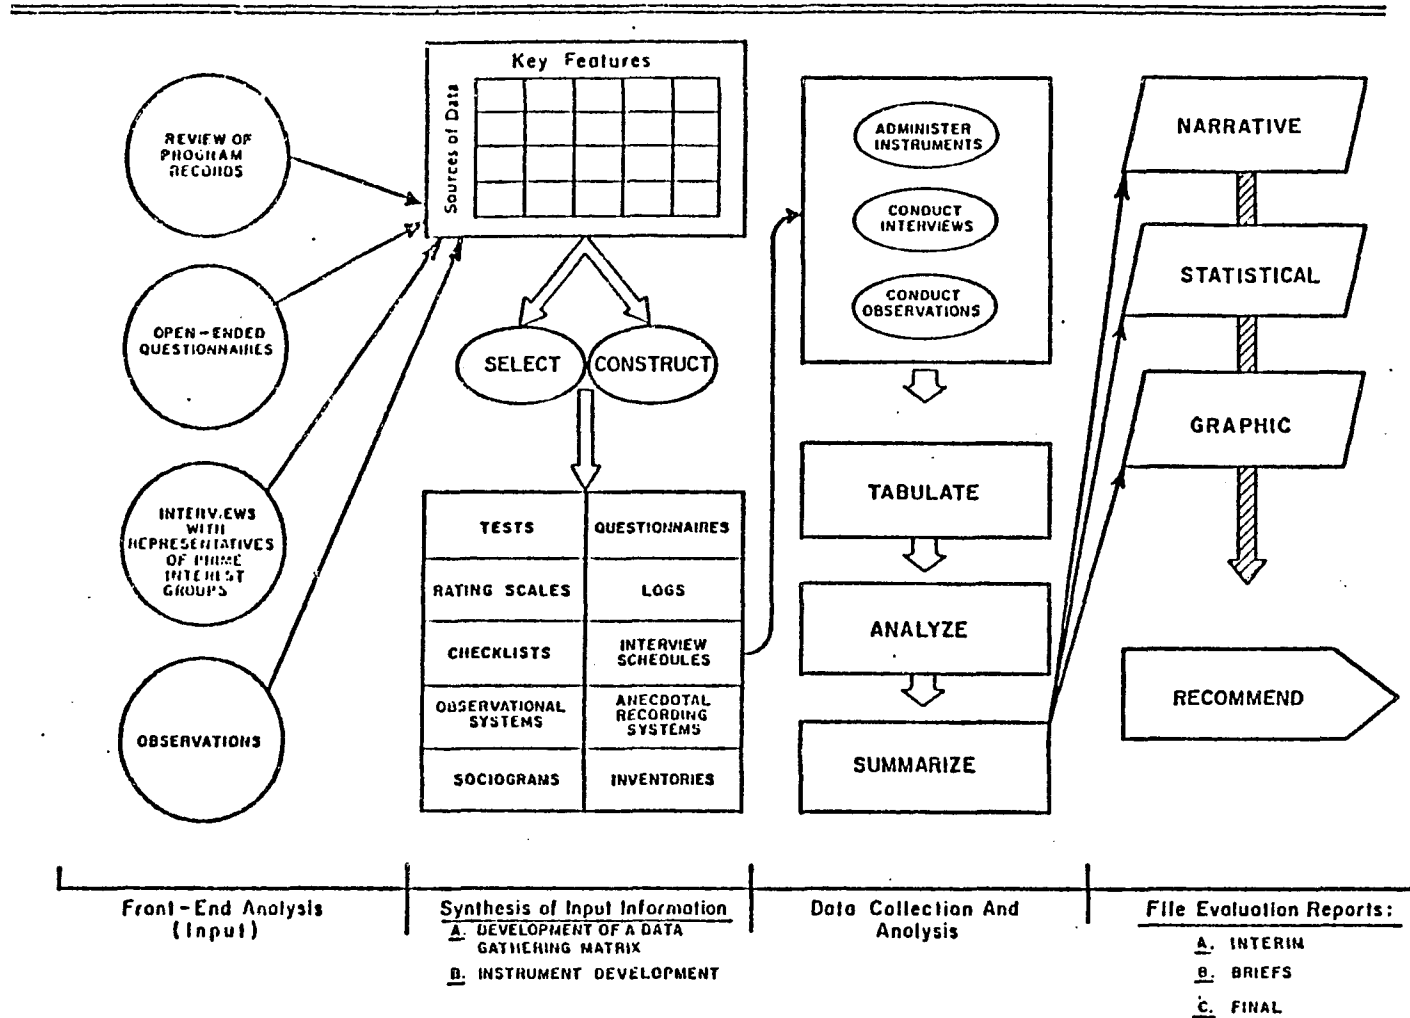 REVIEW OF
PROGRAM
RECORDS
OPEN-ENDED
QUESTIONNAIRES
INTERVIEWS
WITH
REPRESENTATIVES
OF PRIME
INTEREST
GROUPS
OBSERVATIONS
Key Features
Sources of Data
SELECT
CONSTRUCT
TESTS
QUESTIONNAIRES
RATING SCALES
LOGS
CHECKLISTS
INTERVIEW
SCHEDULES
OBSERVATIONAL
SYSTEMS
ANECDOTAL
RECORDING
SYSTEMS
SOCIOGRAMS
INVENTORIES
ADMINISTER
INSTRUMENTS
CONDUCT
INTERVIEWS
CONDUCT
OBSERVATIONS
TABULATE
ANALYZE
SUMMARIZE
NARRATIVE
STATISTICAL
GRAPHIC
RECOMMEND
Front-End Analysis
(Input)
Synthesis of Input Information
A. DEVELOPMENT OF A DATA
GATHERING MATRIX
B. INSTRUMENT DEVELOPMENT
Data Collection And
Analysis
File Evaluation Reports:
A. INTERIM
B. BRIEFS
C. FINAL